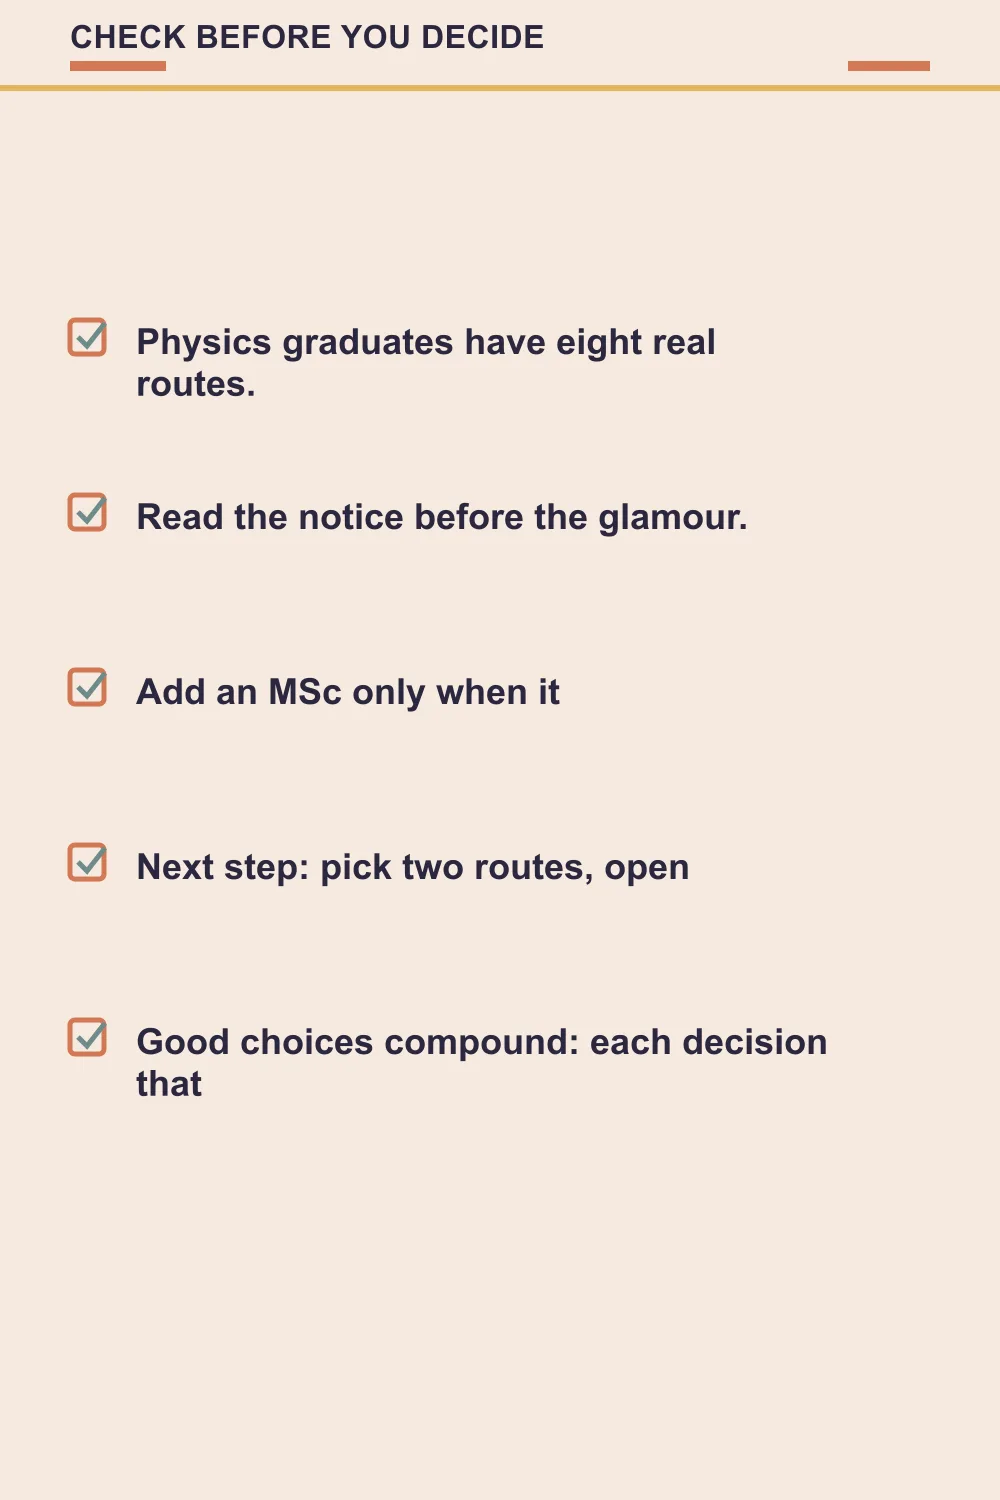 CHECK BEFORE YOU DECIDE
Physics graduates have eight real
routes.
Read the notice before the glamour.
Add an MSc only when it
Next step: pick two routes, open
Good choices compound: each decision
that